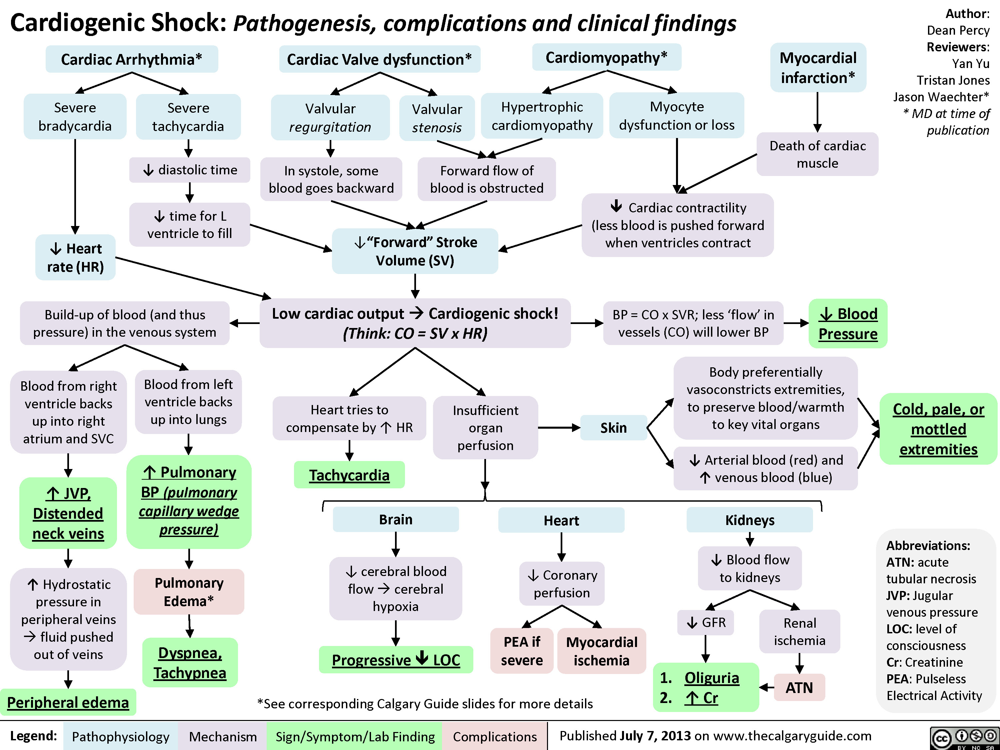 Cardiogenic Shock: Pathogenesis, complications and clinical findings
Author:
Dean Percy
Reviewers:
Yan Yu
Tristan Jones
Jason Waechter*
* MD at time of
publication
Cardiac Arrhythmia*
Cardiac Valve dysfunction*
Cardiomyopathy*
Myocardial
infarction*
Severe
bradycardia
Severe
tachycardia
Valvular
regurgitation
Valvular
stenosis
Hypertrophic
cardiomyopathy
Myocyte
dysfunction or loss
Death of cardiac
muscle
↓ diastolic time
In systole, some
blood goes backward
Forward flow of
blood is obstructed
↓ time for L
ventricle to fill
↓ Cardiac contractility
(less blood is pushed forward
when ventricles contract
↓ Heart
rate (HR)
↓“Forward” Stroke
Volume (SV)
Build-up of blood (and thus
pressure) in the venous system
Low cardiac output → Cardiogenic shock!
(Think: CO = SV x HR)
BP = CO x SVR; less ‘flow’ in
vessels (CO) will lower BP
↓ Blood
Pressure
Blood from right
ventricle backs
up into right
atrium and SVC
Blood from left
ventricle backs
up into lungs
Heart tries to
compensate by ↑ HR
Insufficient
organ
perfusion
Skin
Body preferentially
vasoconstricts extremities,
to preserve blood/warmth
to key vital organs
↓ Arterial blood (red) and
↑ venous blood (blue)
Cold, pale, or
mottled
extremities
↑ JVP,
Distended
neck veins
↑ Pulmonary
BP (pulmonary
capillary wedge
pressure)
Tachycardia
Brain
Heart
Kidneys
↑ Hydrostatic
pressure in
peripheral veins
→ fluid pushed
out of veins
Pulmonary
Edema*
↓ cerebral blood
flow → cerebral
hypoxia
↓ Coronary
perfusion
↓ Blood flow
to kidneys
↓ GFR
Renal
ischemia
Dyspnea,
Tachypnea
Progressive ↓ LOC
PEA if
severe
Myocardial
ischemia
1. Oliguria
2. ↑ Cr
ATN
Peripheral edema
*See corresponding Calgary Guide slides for more details
Abbreviations:
ATN: acute
tubular necrosis
JVP: Jugular
venous pressure
LOC: level of
consciousness
Cr: Creatinine
PEA: Pulseless
Electrical Activity
Legend: Pathophysiology Mechanism Sign/Symptom/Lab Finding Complications Published July 7, 2013 on www.thecalgaryguide.com
cc
BY NC SA